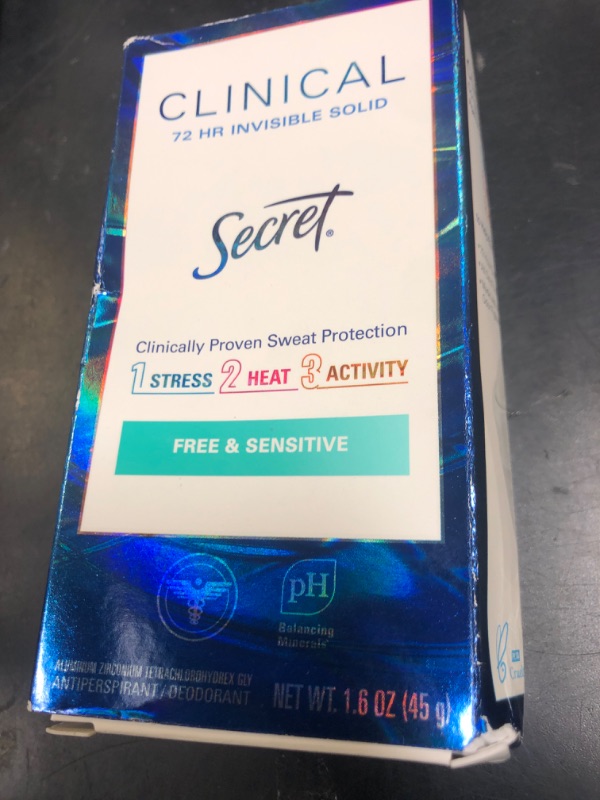 CLINICAL
72 HR INVISIBLE SOLID
Secret®
Clinically Proven Sweat Protection
1 STRESS 2 HEAT 3 ACTIVITY
FREE & SENSITIVE
pH
Balancing
Minerals*
ALUMINUM ZIRCONIUM TETRACHLOROHYDREX GLY
ANTIPERSPIRANT/DEODORANT
NET WT. 1.6 OZ (45 g)